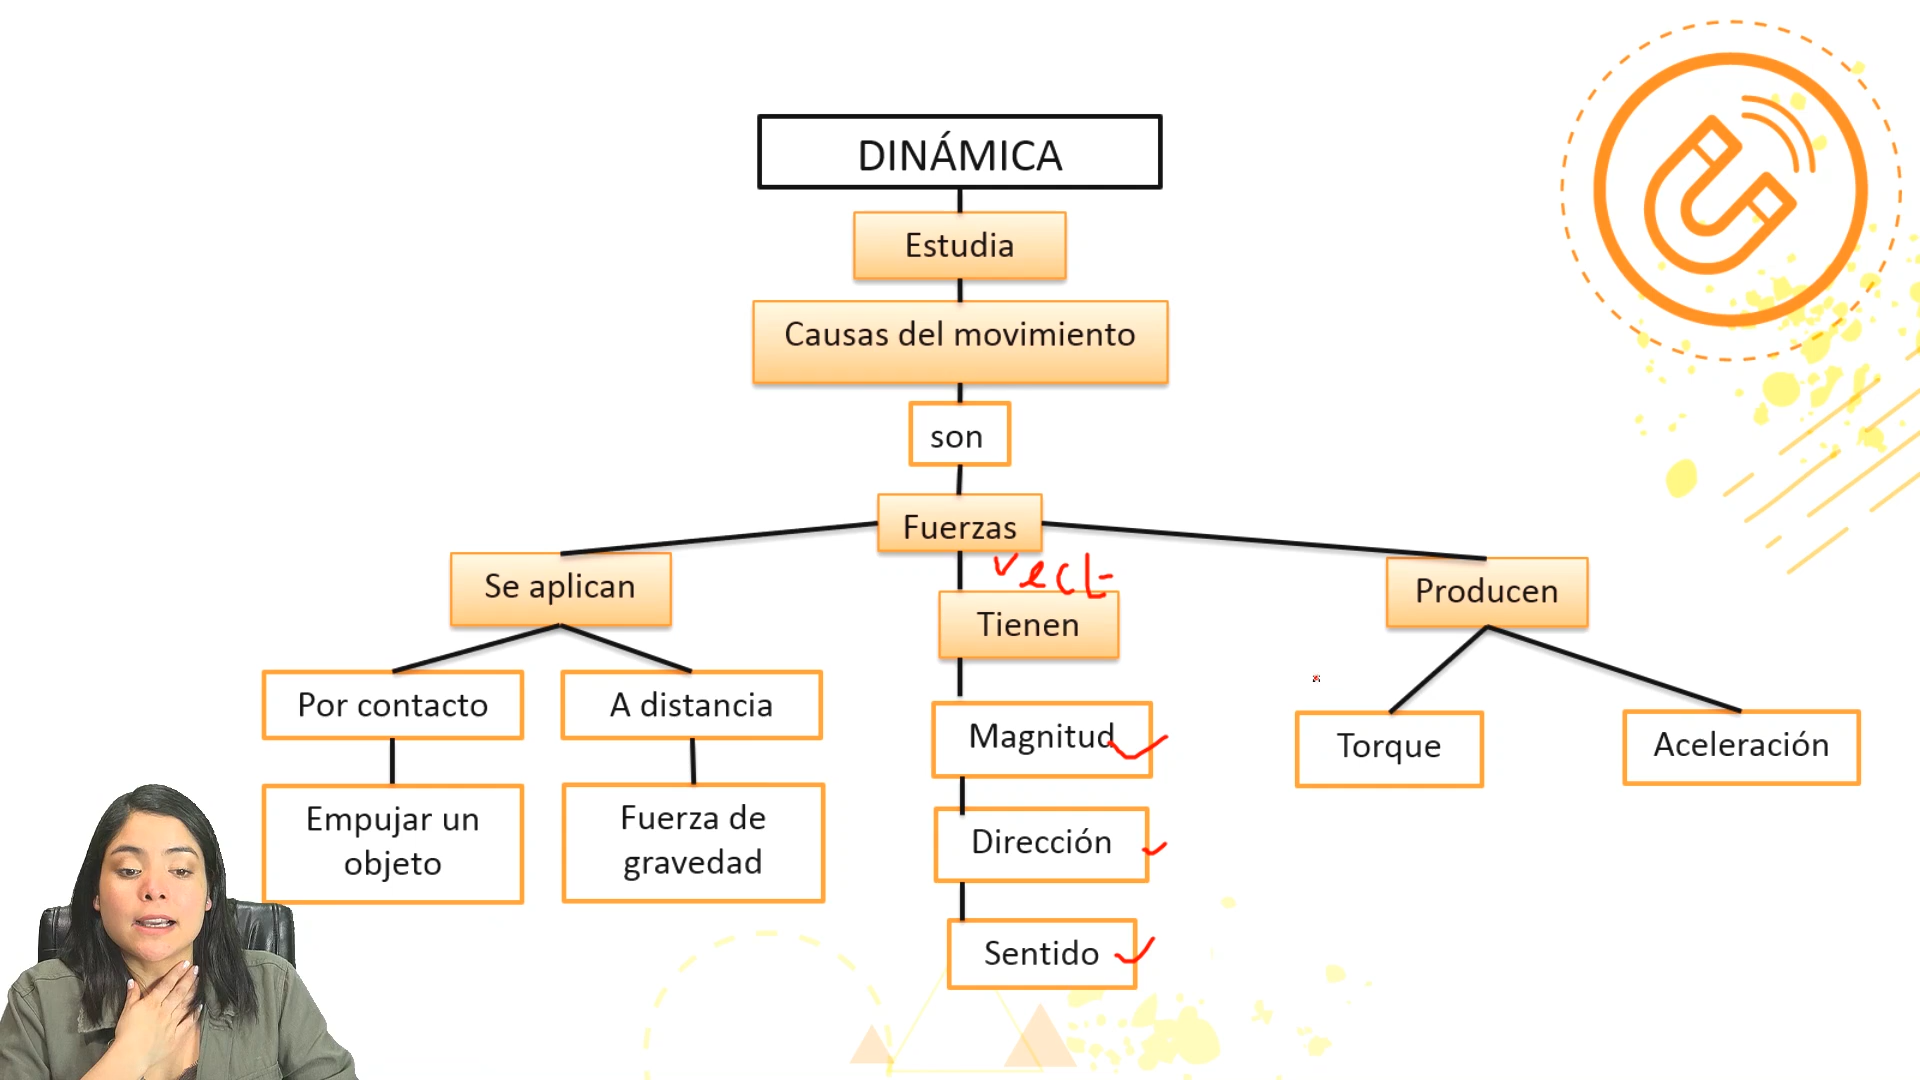 DINÁMICA
Estudia
Causas del movimiento
son
Fuerzas
vect
Se aplican
Tienen
Producen
Por contacto
A distancia
Magnitud
Torque
Aceleración
Empujar un
objeto
Fuerza de
gravedad
Dirección
Sentido